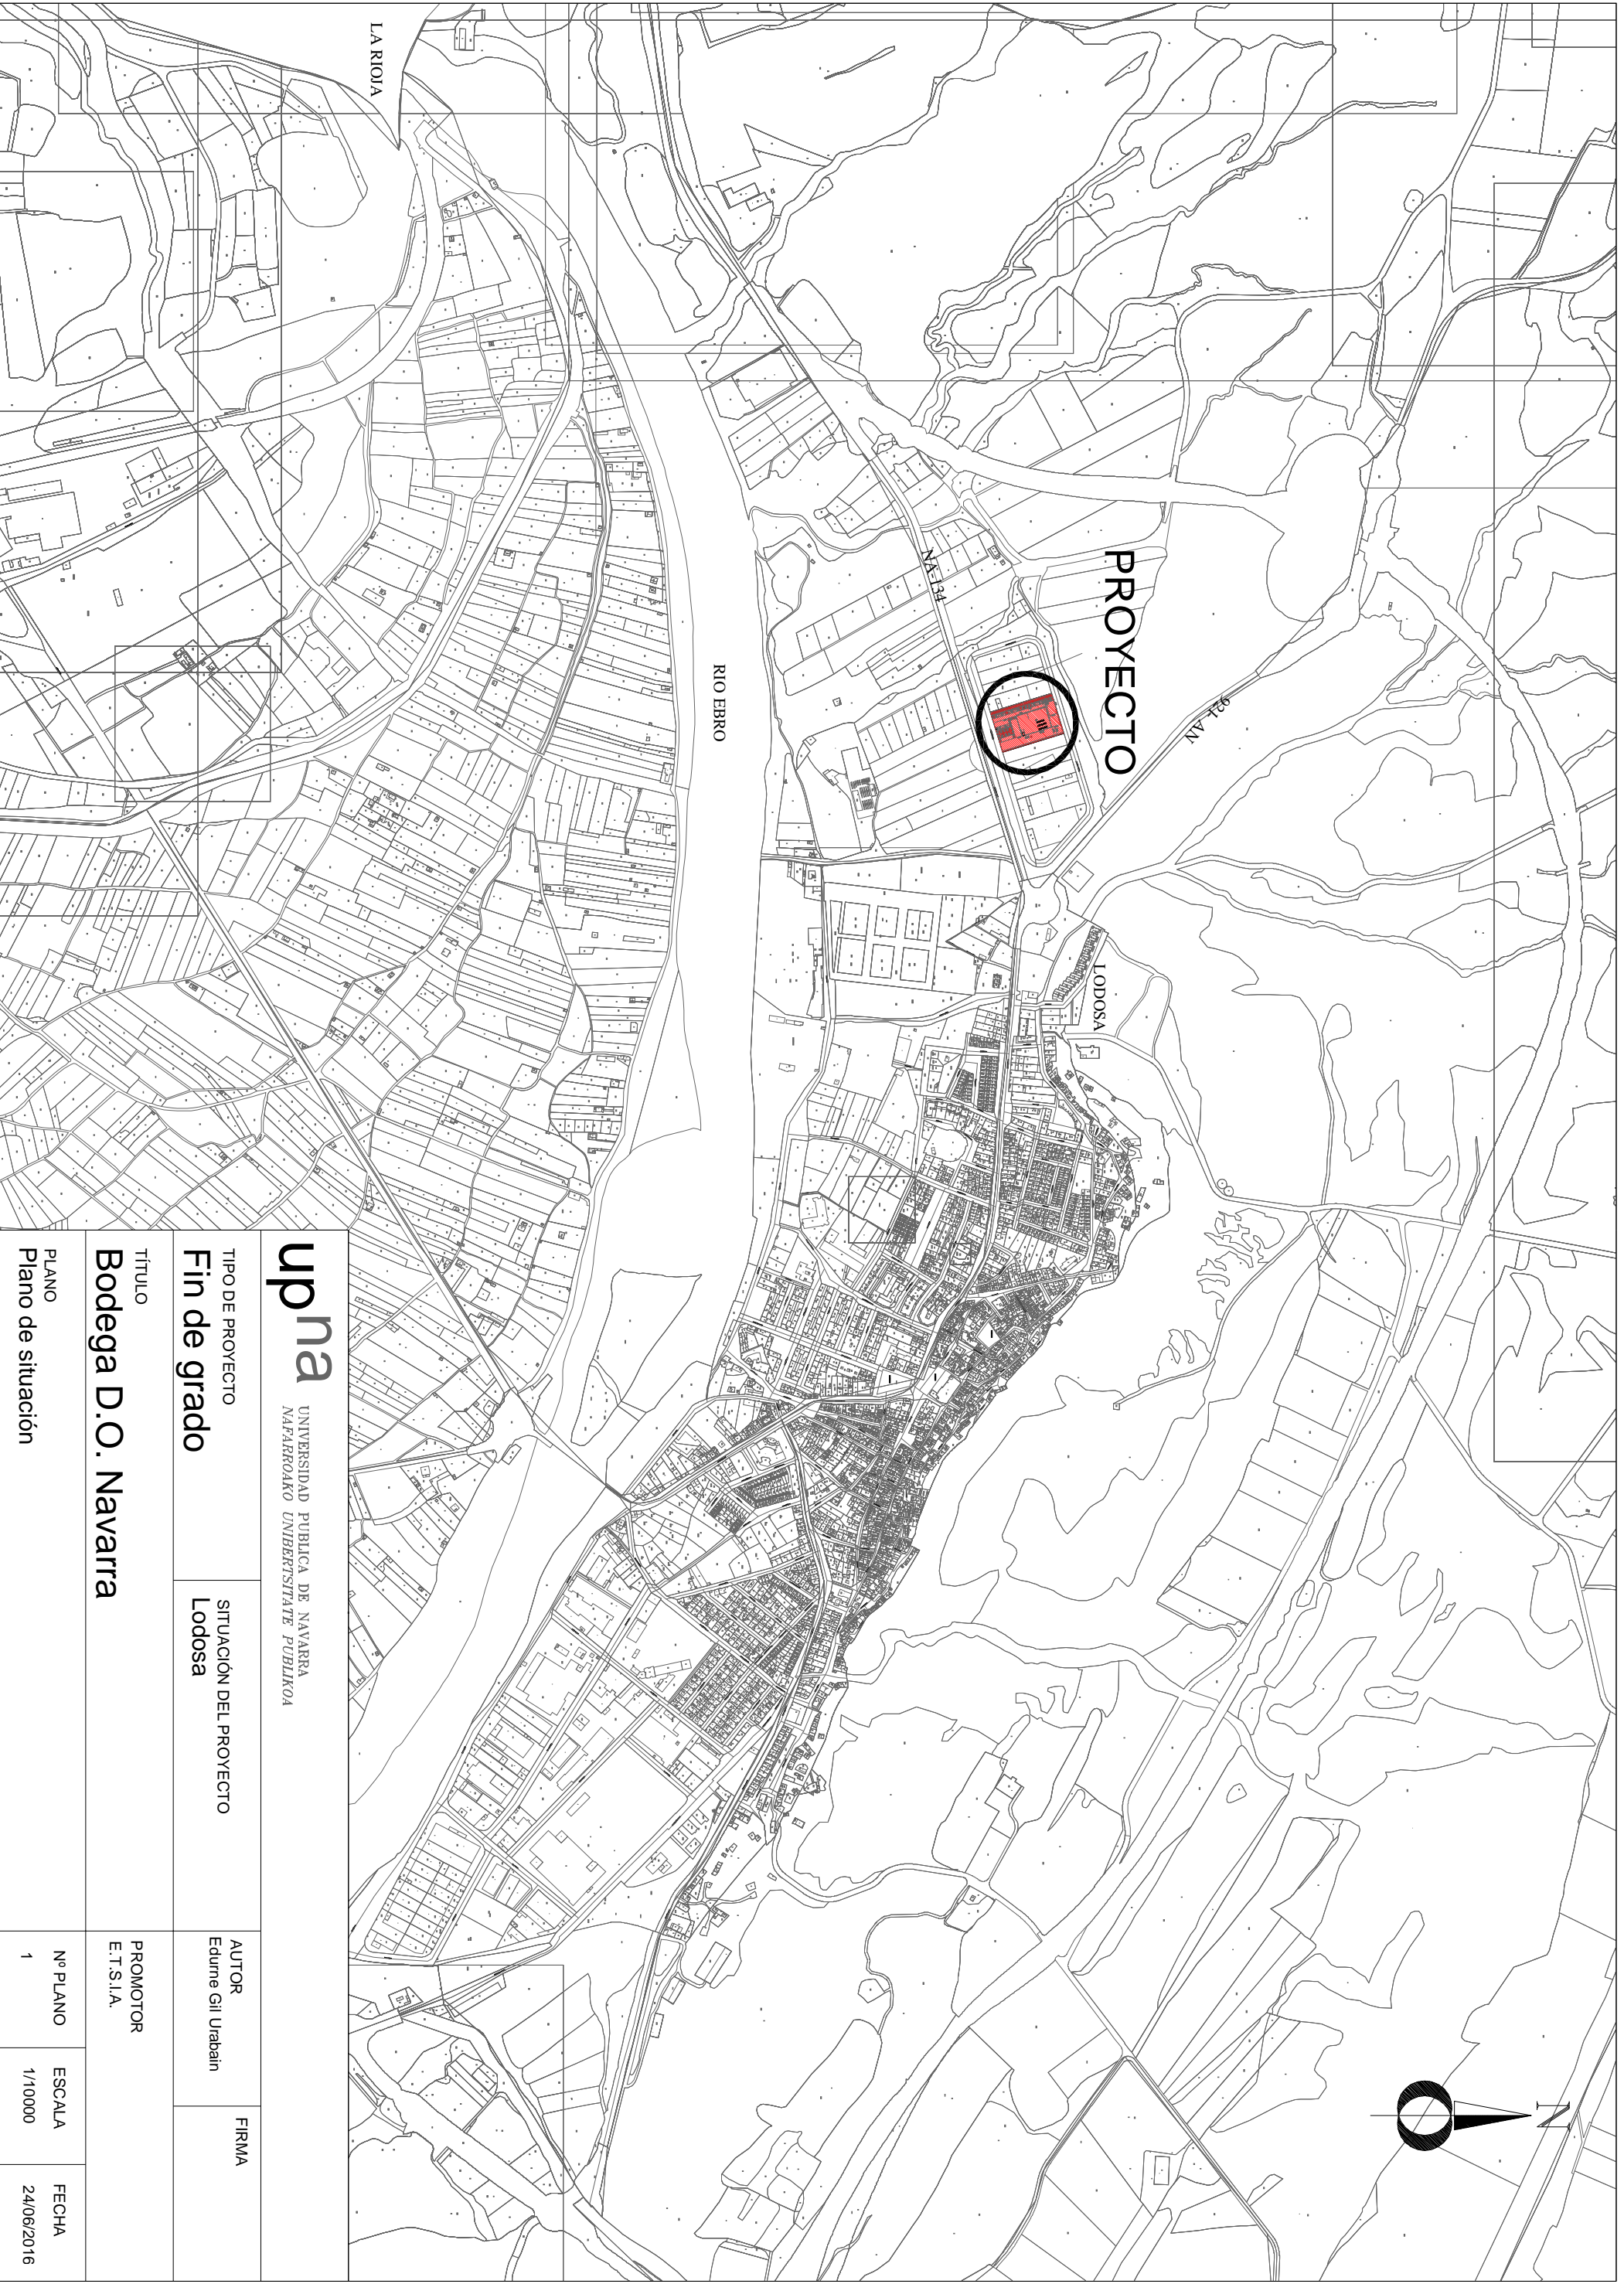 N
LA RIOJA
PROYECTO
NA-134
NA-126
RIO EBRO
LODOSA
upna
UNIVERSIDAD PUBLICA DE NAVARRA
NAFARROAKO UNIBERTSITATE PUBLIKOA
TIPO DE PROYECTO
Fin de grado
SITUACIÓN DEL PROYECTO
Lodosa
AUTOR
Edurne Gil Urabain
FIRMA
TÍTULO
Bodega D.O. Navarra
PROMOTOR
E.T.S.I.A.
PLANO
Plano de situación
Nº PLANO
1
ESCALA
1/10000
FECHA
24/06/2016